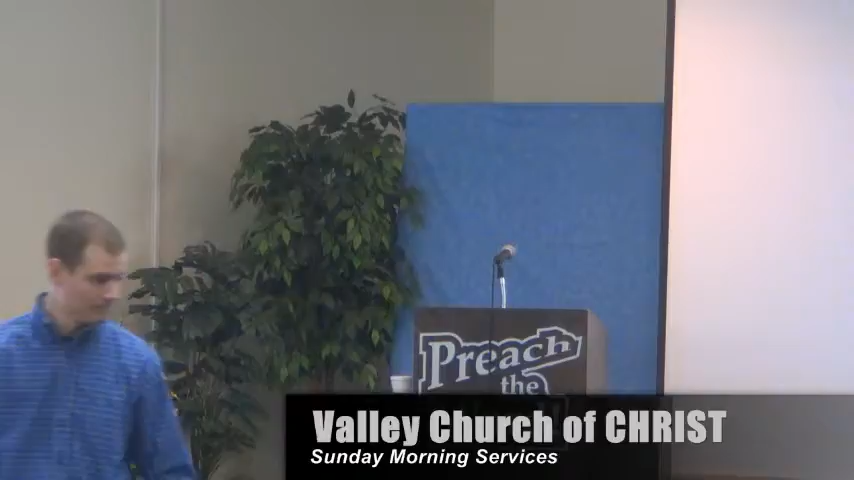 Preach
the
Valley Church of CHRIST
Sunday Morning Services